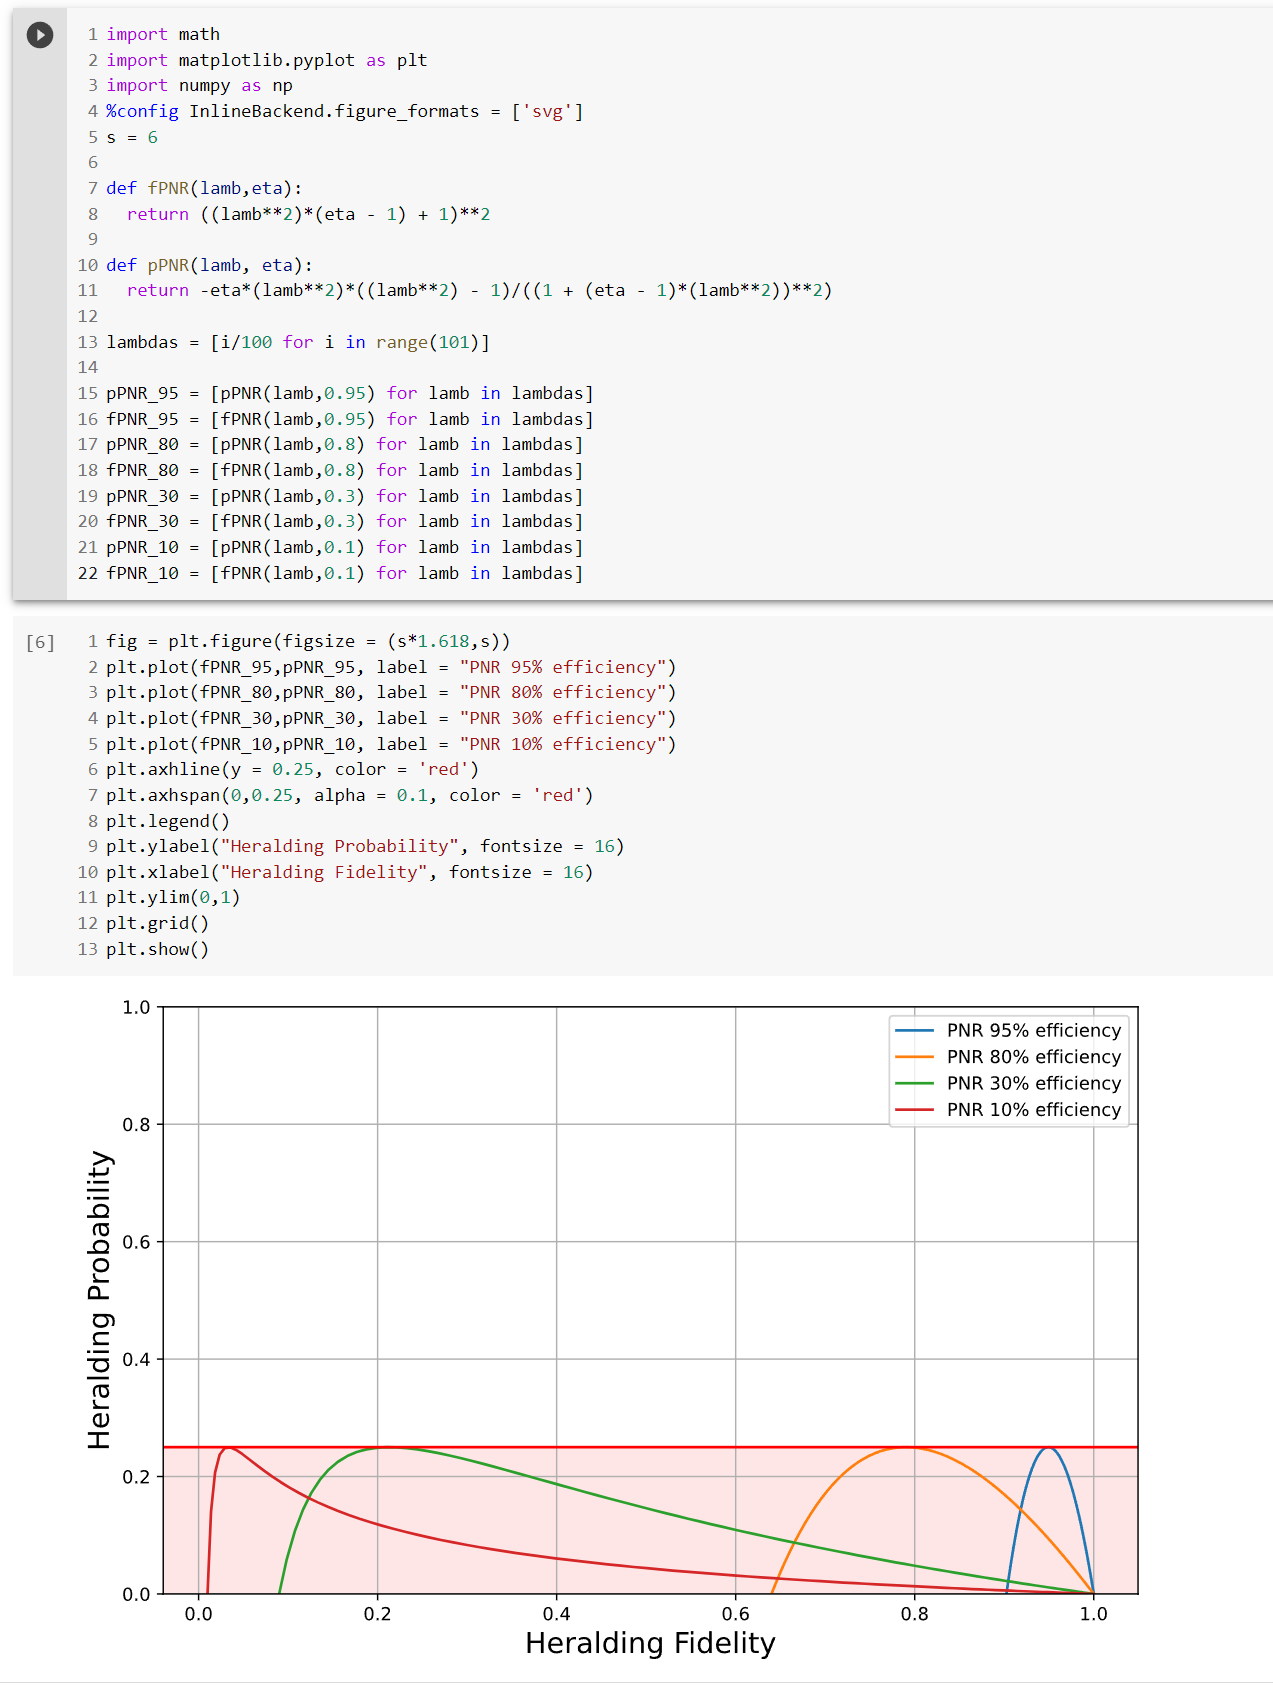 1 import math
2 import matplotlib.pyplot as plt
3 import numpy as np
4 %config InlineBackend.figure_formats = ['svg']
5 s = 6
6
7 def fPNR(lamb,eta):
8   return ((lamb**2)*(eta - 1) + 1)**2
9
10 def pPNR(lamb, eta):
11   return -eta*(lamb**2)*((lamb**2) - 1)/((1 + (eta - 1)*(lamb**2))**2)
12
13 lambdas = [i/100 for i in range(101)]
14
15 pPNR_95 = [pPNR(lamb,0.95) for lamb in lambdas]
16 fPNR_95 = [fPNR(lamb,0.95) for lamb in lambdas]
17 pPNR_80 = [pPNR(lamb,0.8) for lamb in lambdas]
18 fPNR_80 = [fPNR(lamb,0.8) for lamb in lambdas]
19 pPNR_30 = [pPNR(lamb,0.3) for lamb in lambdas]
20 fPNR_30 = [fPNR(lamb,0.3) for lamb in lambdas]
21 pPNR_10 = [pPNR(lamb,0.1) for lamb in lambdas]
22 fPNR_10 = [fPNR(lamb,0.1) for lamb in lambdas]
[6] 1 fig = plt.figure(figsize = (s*1.618,s))
2 plt.plot(fPNR_95,pPNR_95, label = "PNR 95% efficiency")
3 plt.plot(fPNR_80,pPNR_80, label = "PNR 80% efficiency")
4 plt.plot(fPNR_30,pPNR_30, label = "PNR 30% efficiency")
5 plt.plot(fPNR_10,pPNR_10, label = "PNR 10% efficiency")
6 plt.axhline(y = 0.25, color = 'red')
7 plt.axhspan(0,0.25, alpha = 0.1, color = 'red')
8 plt.legend()
9 plt.ylabel("Heralding Probability", fontsize = 16)
10 plt.xlabel("Heralding Fidelity", fontsize = 16)
11 plt.ylim(0,1)
12 plt.grid()
13 plt.show()
1.0
0.8
0.6
0.4
0.2
0.0
Heralding Probability
PNR 95% efficiency
PNR 80% efficiency
PNR 30% efficiency
PNR 10% efficiency
0.0 0.2 0.4 0.6 0.8 1.0
Heralding Fidelity